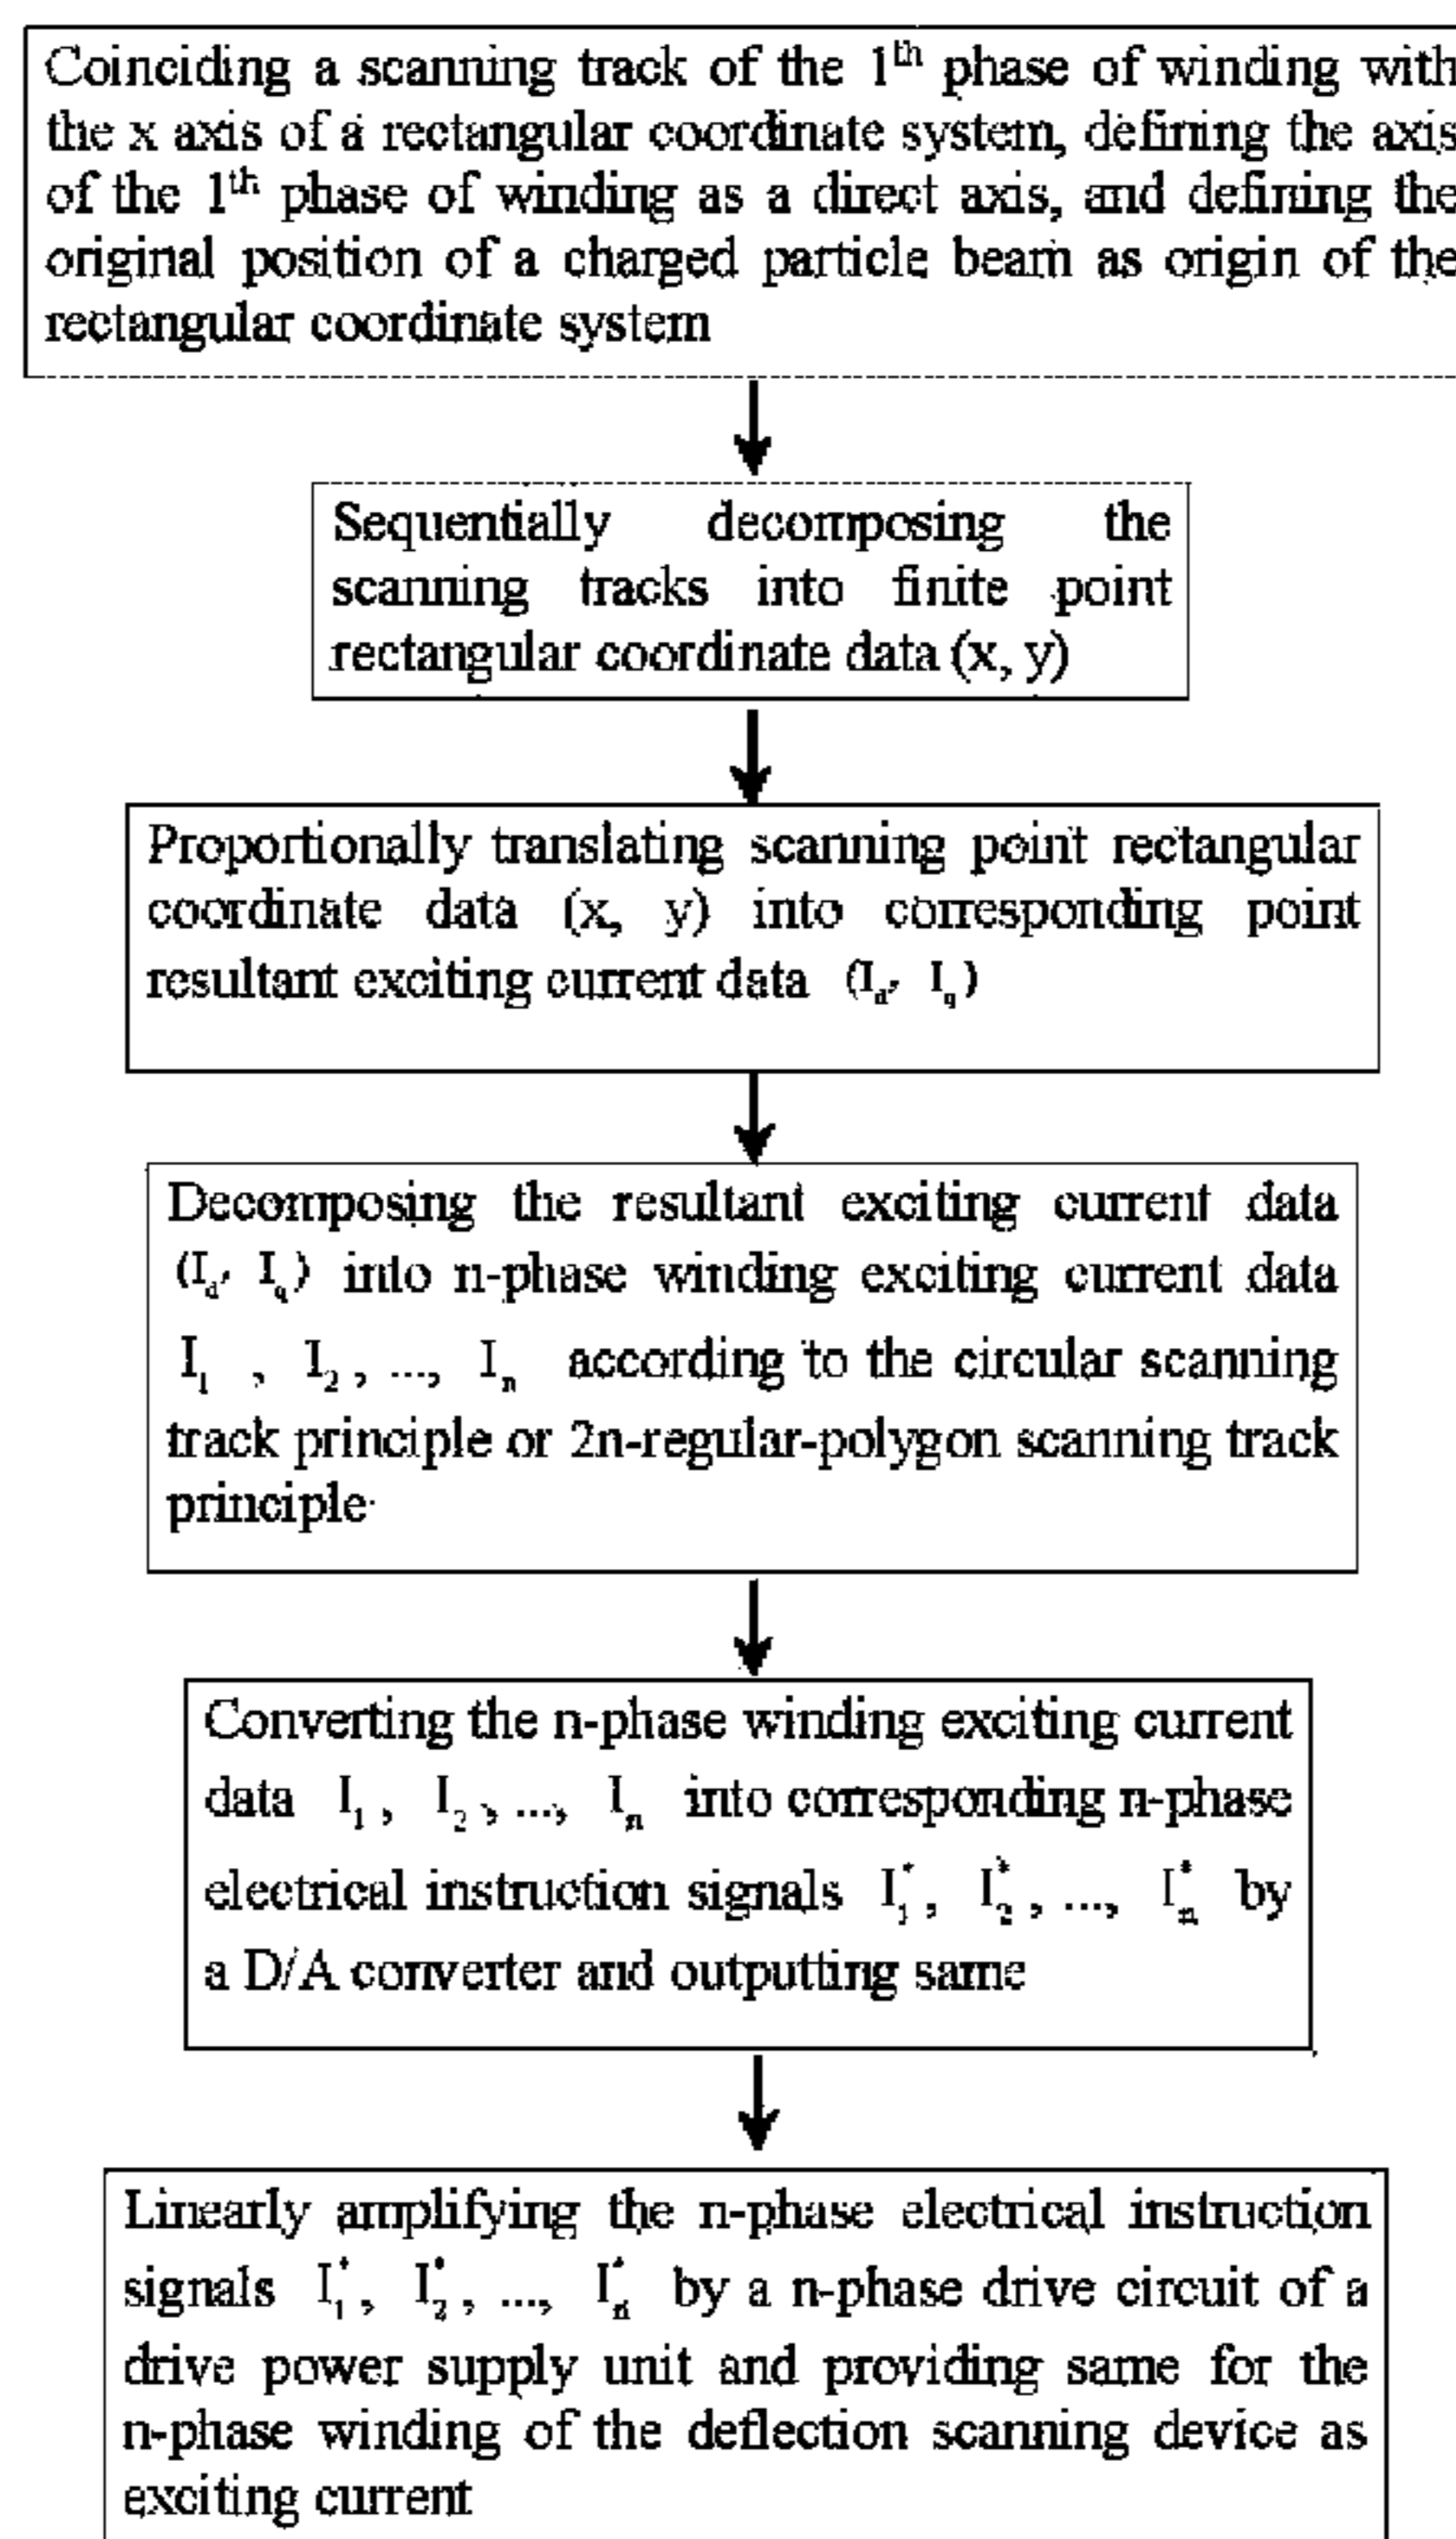 Coinciding a scanning track of the 1th phase of winding with
the x axis of a rectangular coordinate system, defining the axis
of the 1th phase of winding as a direct axis, and defining the
original position of a charged particle beam as origin of the
rectangular coordinate system
Sequentially decomposing the
scanning tracks into finite point
rectangular coordinate data (x, y)
Proportionally translating scanning point rectangular
coordinate data (x, y) into corresponding point
resultant exciting current data (Id, Iq)
Decomposing the resultant exciting current data
(Id, Iq) into n-phase winding exciting current data
I1 , I2, ..., In according to the circular scanning
track principle or 2n-regular-polygon scanning track
principle
Converting the n-phase winding exciting current
data I1, I2, ..., In into corresponding n-phase
electrical instruction signals I1*, I2*, ..., In* by
a D/A converter and outputting same
Linearly amplifying the n-phase electrical instruction
signals I1*, I2*, ..., In* by a n-phase drive circuit of a
drive power supply unit and providing same for the
n-phase winding of the deflection scanning device as
exciting current